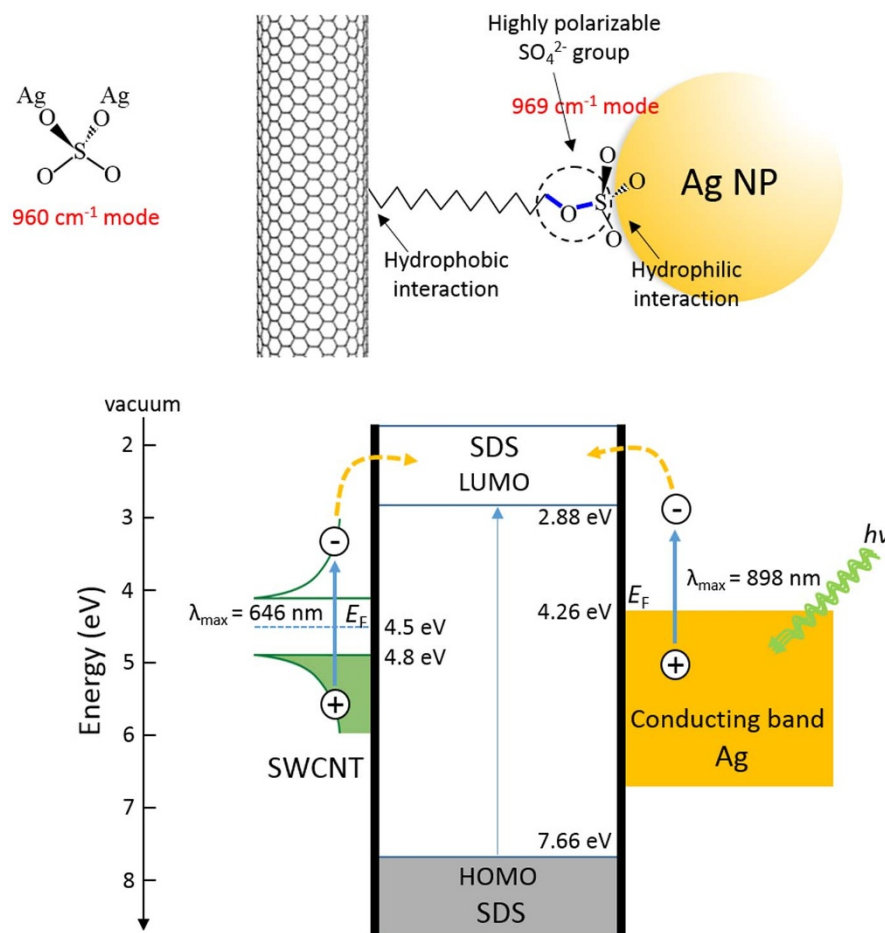 Highly polarizable
SO₄²⁻ group
969 cm⁻¹ mode
Ag Ag
O O
S
O O
960 cm⁻¹ mode
O
O S O
O
Ag NP
Hydrophobic
interaction
Hydrophilic
interaction
vacuum
Energy (eV)
2
3
4
5
6
7
8
SDS
LUMO
2.88 eV
-
-
hν
λmax = 646 nm
EF
4.5 eV
4.8 eV
4.26 eV
EF
λmax = 898 nm
+
+
SWCNT
Conducting band
Ag
7.66 eV
HOMO
SDS